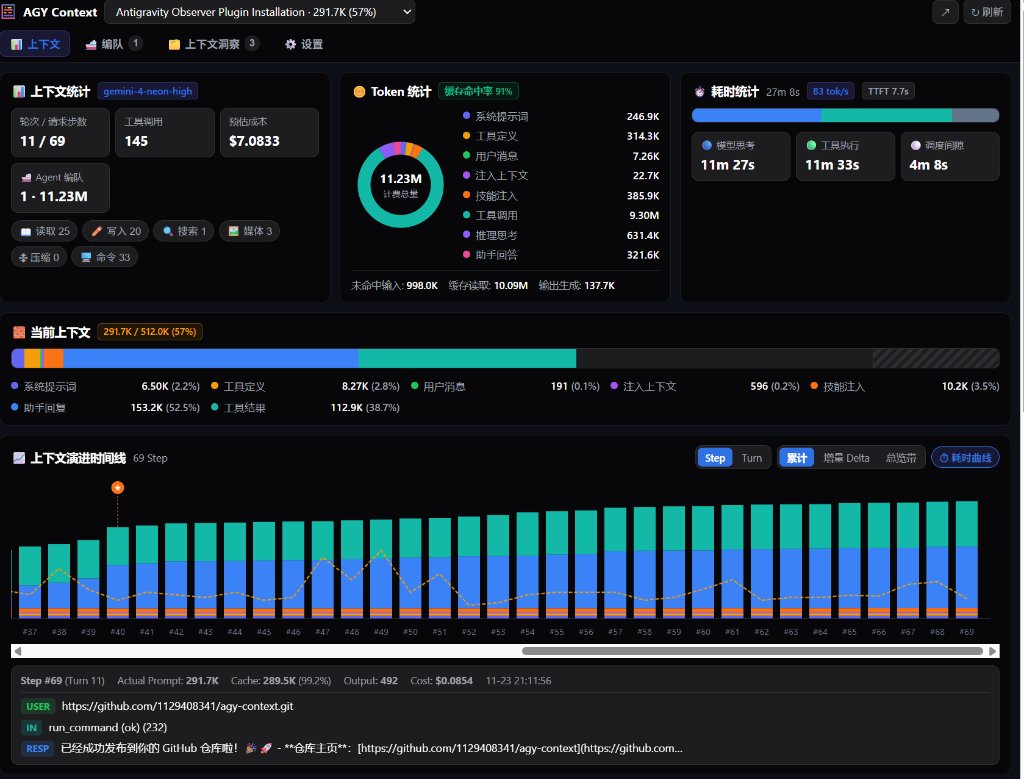 AGY Context
Antigravity Observer Plugin Installation · 291.7K (57%)
↗
↻ 刷新
上下文
编队 1
上下文洞察 3
设置
上下文统计 gemini-4-neon-high
轮次 / 请求步数
11 / 69
工具调用
145
预估成本
$7.0833
Agent 编队
1 · 11.23M
读取 25
写入 20
搜索 1
媒体 3
压缩 0
命令 33
Token 统计 缓存命中率 91%
11.23M
计费总量
系统提示词 246.9K
工具定义 314.3K
用户消息 7.26K
注入上下文 22.7K
技能注入 385.9K
工具调用 9.30M
推理思考 631.4K
助手回答 321.6K
未命中输入: 998.0K 缓存读取: 10.09M 输出生成: 137.7K
耗时统计 27m 8s 83 tok/s TTFT 7.7s
模型思考
11m 27s
工具执行
11m 33s
调度间隙
4m 8s
当前上下文 291.7K / 512.0K (57%)
系统提示词 6.50K (2.2%) 工具定义 8.27K (2.8%) 用户消息 191 (0.1%) 注入上下文 596 (0.2%) 技能注入 10.2K (3.5%)
助手回复 153.2K (52.5%) 工具结果 112.9K (38.7%)
上下文演进时间线 69 Step
Step Turn 累计 增量 Delta 总览带 耗时曲线
#37 #38 #39 #40 #41 #42 #43 #44 #45 #46 #47 #48 #49 #50 #51 #52 #53 #54 #55 #56 #57 #58 #59 #60 #61 #62 #63 #64 #65 #66 #67 #68 #69
Step #69 (Turn 11) Actual Prompt: 291.7K Cache: 289.5K (99.2%) Output: 492 Cost: $0.0854 11-23 21:11:56
USER https://github.com/1129408341/agy-context.git
IN run_command (ok) (232)
RESP 已经成功发布到你的 GitHub 仓库啦! 🎉 🚀 - **仓库主页**: [https://github.com/1129408341/agy-context](https://github.com...